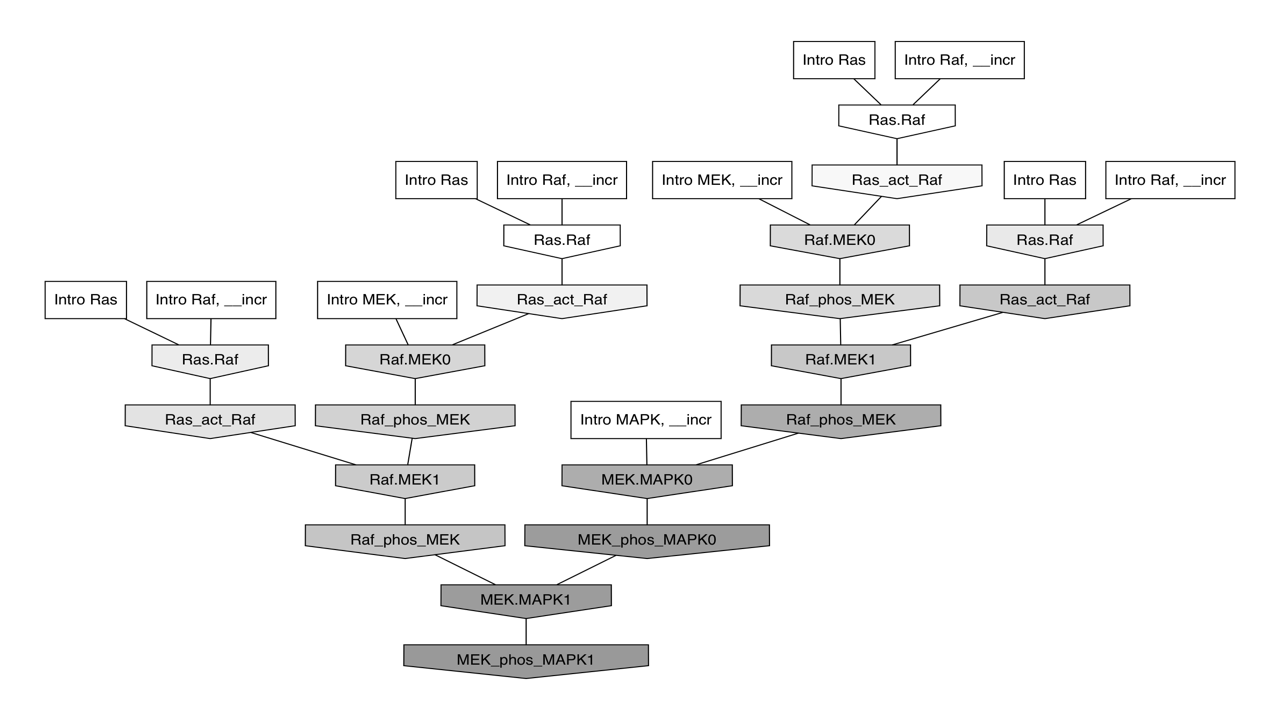 Intro Ras
Intro Raf, __incr
Ras.Raf
Intro Ras
Intro Raf, __incr
Intro MEK, __incr
Ras_act_Raf
Intro Ras
Intro Raf, __incr
Ras.Raf
Raf.MEK0
Ras.Raf
Intro Ras
Intro Raf, __incr
Intro MEK, __incr
Ras_act_Raf
Raf_phos_MEK
Ras_act_Raf
Ras.Raf
Raf.MEK0
Raf.MEK1
Ras_act_Raf
Raf_phos_MEK
Intro MAPK, __incr
Raf_phos_MEK
Raf.MEK1
MEK.MAPK0
Raf_phos_MEK
MEK_phos_MAPK0
MEK.MAPK1
MEK_phos_MAPK1